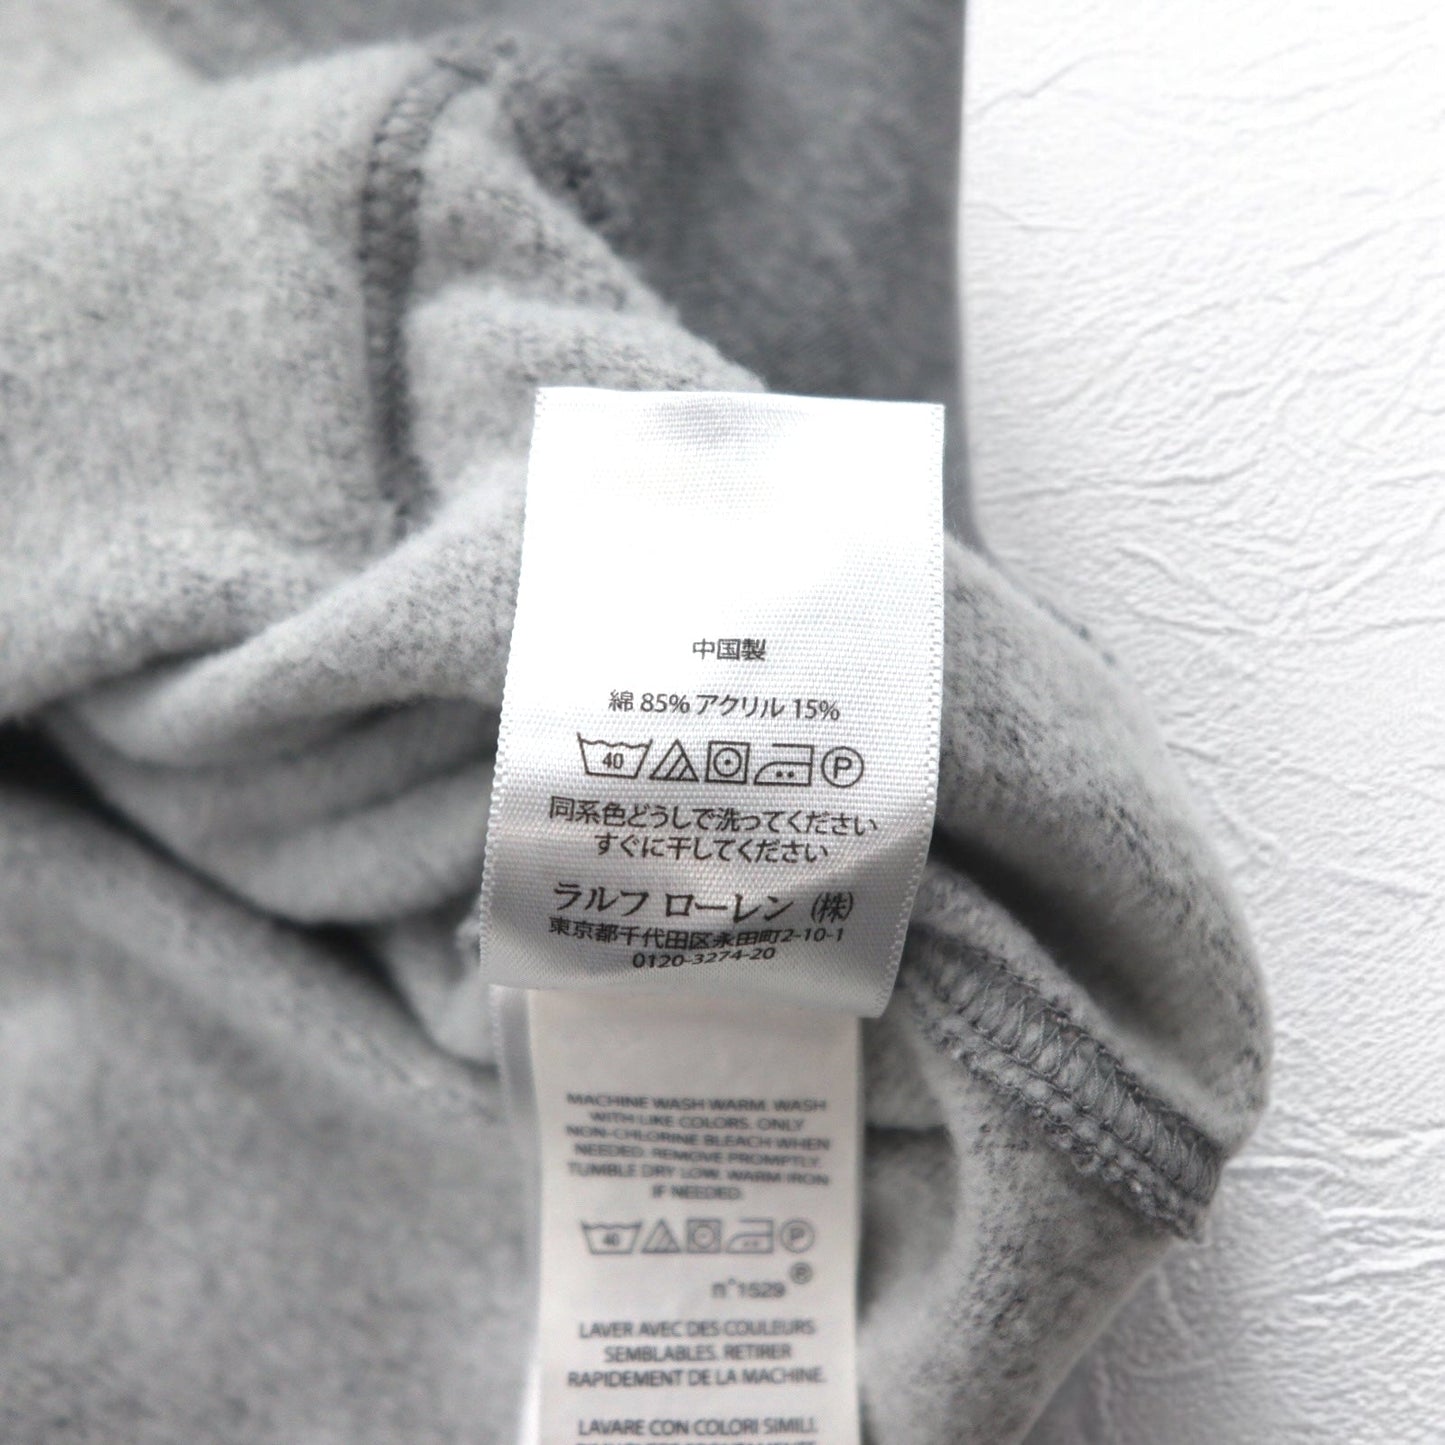 中国製
綿 85% アクリル 15%
40 P
同系色どうしで洗ってください
すぐに干してください
ラルフ ローレン (株)
東京都千代田区永田町2-10-1
0120-3274-20
MACHINE WASH WARM. WASH
WITH LIKE COLORS. ONLY
NON-CHLORINE BLEACH WHEN
NEEDED. REMOVE PROMPTLY.
TUMBLE DRY LOW. WARM IRON
IF NEEDED.
40 P
n°1529 ®
LAVER AVEC DES COULEURS
SEMBLABLES. RETIRER
RAPIDEMENT DE LA MACHINE.
LAVARE CON COLORI SIMILI.